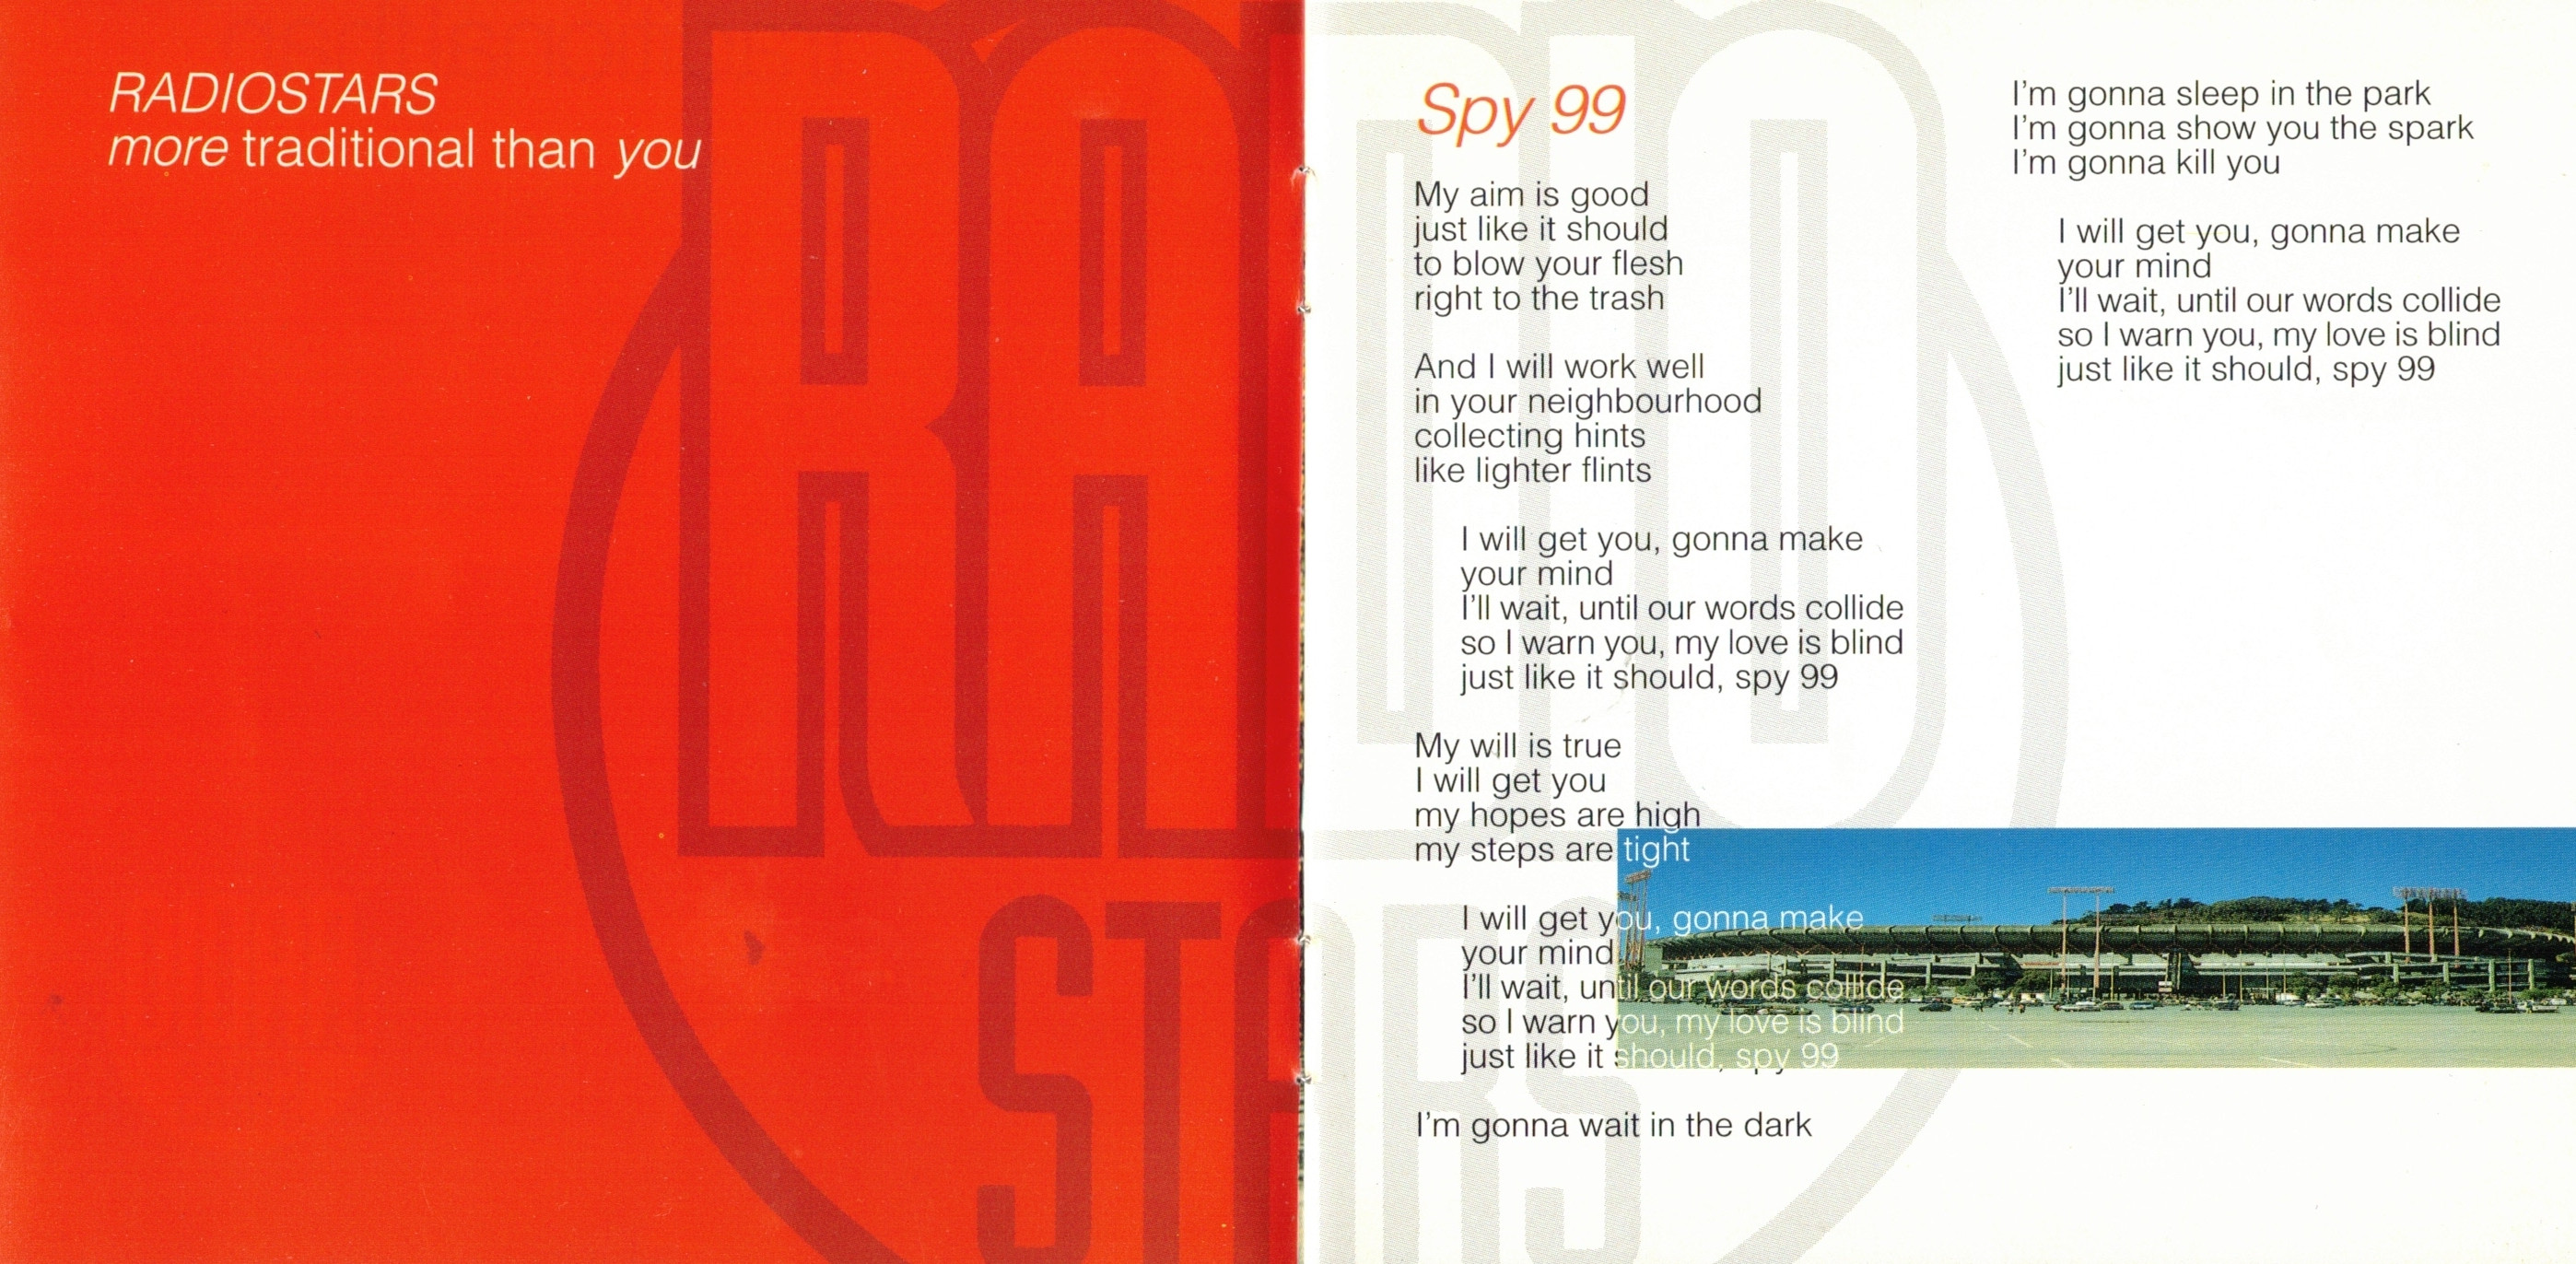 RADIOSTARS
more traditional than you
RADIO
STARS
Spy 99
My aim is good
just like it should
to blow your flesh
right to the trash
And I will work well
in your neighbourhood
collecting hints
like lighter flints
I will get you, gonna make
your mind
I'll wait, until our words collide
so I warn you, my love is blind
just like it should, spy 99
My will is true
I will get you
my hopes are high
my steps are tight
I will get you, gonna make
your mind
I'll wait, until our words collide
so I warn you, my love is blind
just like it should, spy 99
I'm gonna wait in the dark
I'm gonna sleep in the park
I'm gonna show you the spark
I'm gonna kill you
I will get you, gonna make
your mind
I'll wait, until our words collide
so I warn you, my love is blind
just like it should, spy 99